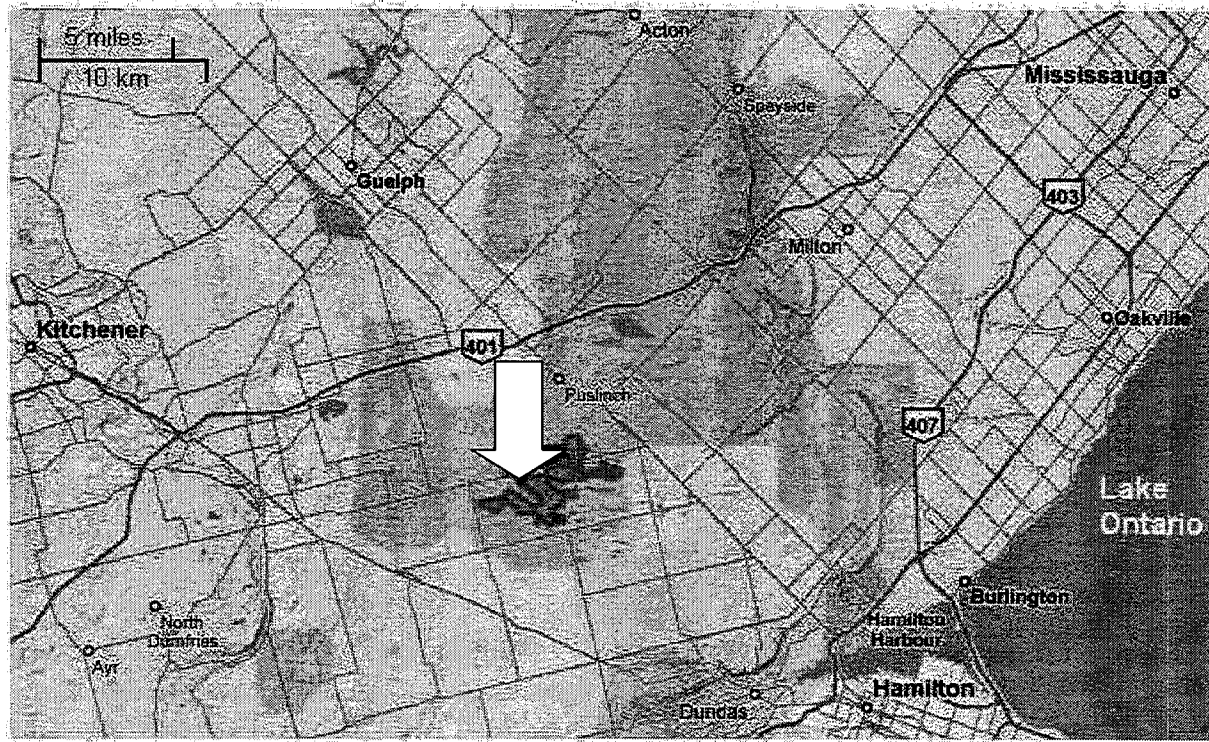 5 miles
10 km
Acton
Mississauga
Speyside
Guelph
403
Milton
Oakville
Kitchener
401
Puslinch
407
Lake
Ontario
Burlington
North
Dumfries
Hamilton
Harbour
Ayr
Hamilton
Dundas